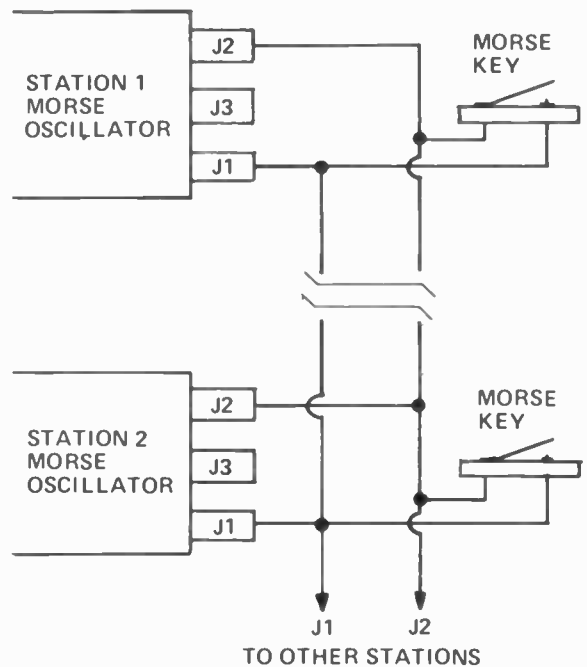 J2
MORSE
KEY
STATION 1
MORSE
OSCILLATOR
J3
J1
J2
MORSE
KEY
STATION 2
MORSE
OSCILLATOR
J3
J1
J1 J2
TO OTHER STATIONS